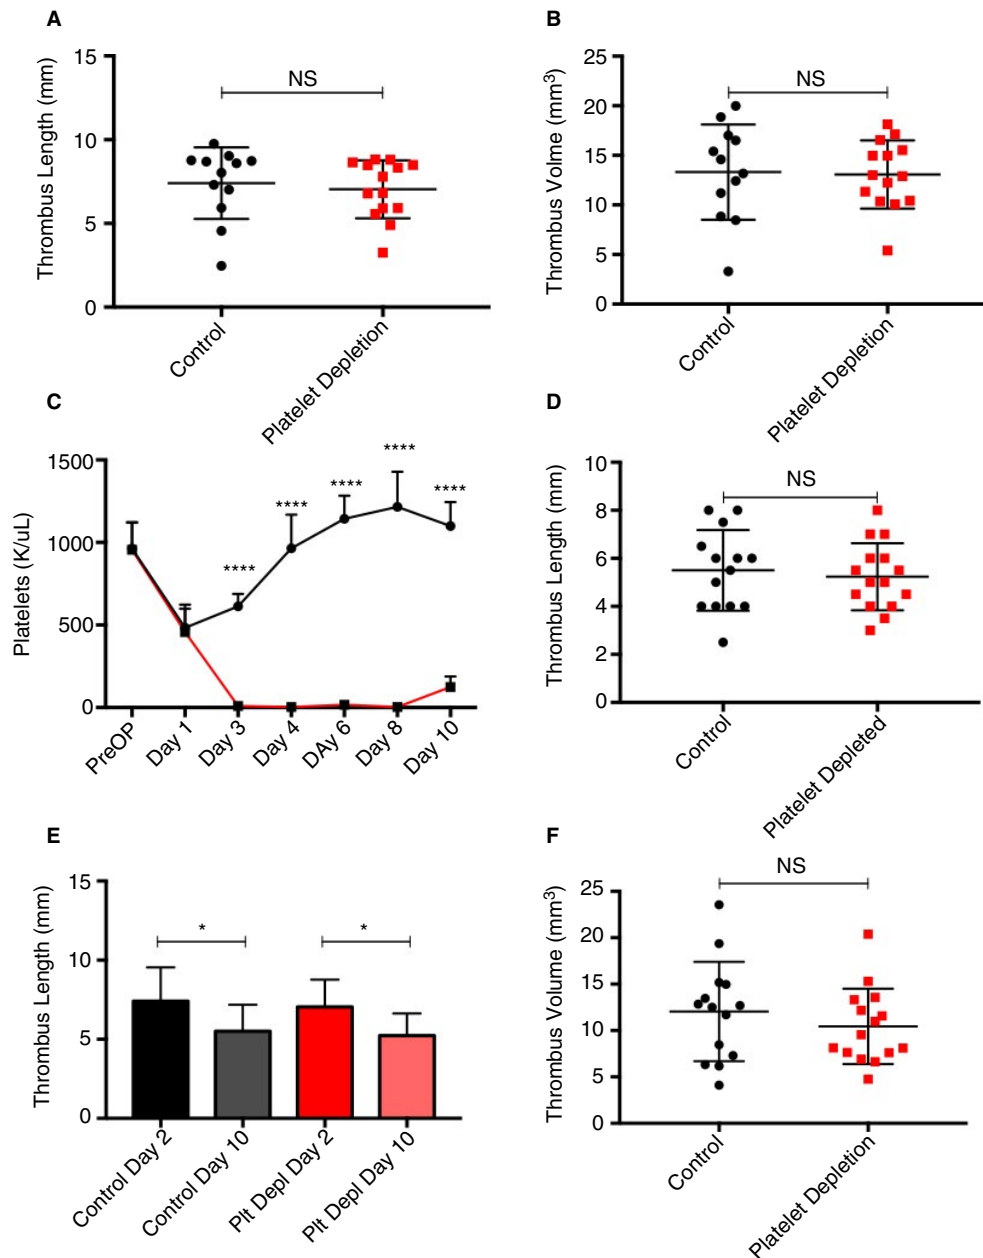 A
Thrombus Length (mm)
15
10
5
0
NS
Control
Platelet Depletion
B
Thrombus Volme (mm³)
25
20
15
10
5
0
NS
Control
Platelet Depletion
C
Platelets (K/uL)
1500
1000
500
0
****
****
****
****
****
PreOP
Day 1
Day 3
Day 4
DAy 6
Day 8
Day 10
D
Thrombus Length (mm)
10
8
6
4
2
0
NS
Control
Platelet Depleted
E
Thrombus Length (mm)
15
10
5
0
*
*
Control Day 2
Control Day 10
Plt Depl Day 2
Plt Depl Day 10
F
Thrombus Volume (mm³)
25
20
15
10
5
0
NS
Control
Platelet Depletion